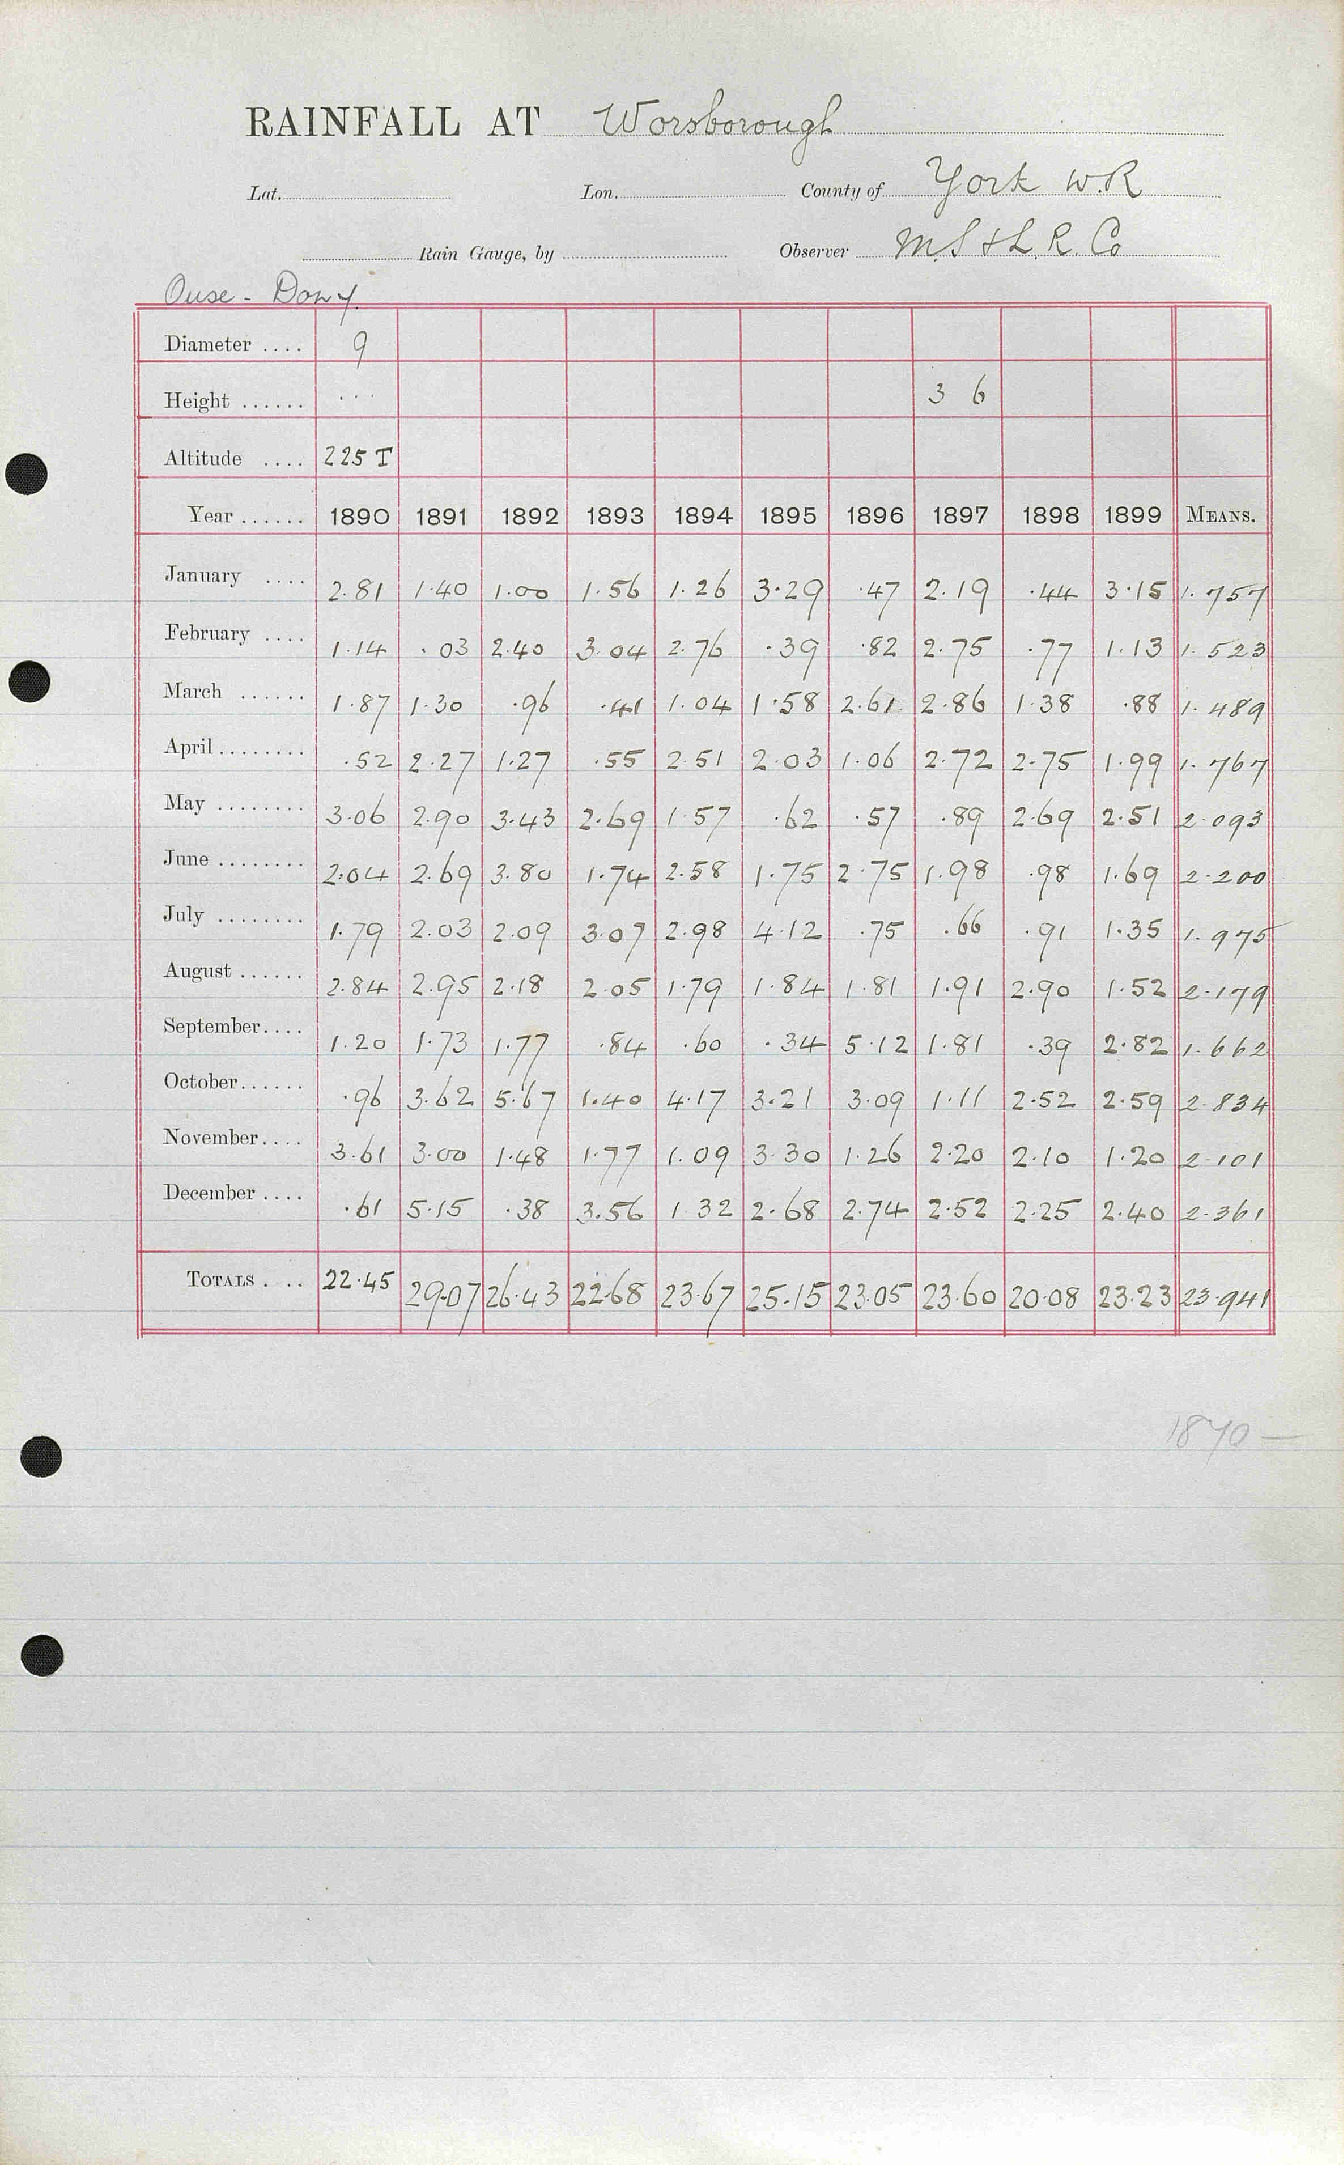 RAINFALL AT Worsborough
Lat. Lon. County of York W.R
Rain Gauge, by Observer M.S & L.R. Co
Ouse - Don
Diameter .... 9
Height ...... ... 3 6
Altitude .... 225 T
Year ...... 1890 1891 1892 1893 1894 1895 1896 1897 1898 1899 MEANS.
January .... 2.81 1.40 1.00 1.56 1.26 3.29 .47 2.19 .44 3.15 1.757
February .... 1.14 .03 2.40 3.04 2.76 .39 .82 2.75 .77 1.13 1.523
March ...... 1.87 1.30 .96 .41 1.04 1.58 2.61 2.86 1.38 .88 1.489
April ........ .52 2.27 1.27 .55 2.51 2.03 1.06 2.72 2.75 1.99 1.767
May ........ 3.06 2.90 3.43 2.69 1.57 .62 .57 .89 2.69 2.51 2.093
June ........ 2.04 2.69 3.80 1.74 2.58 1.75 2.75 1.98 .98 1.69 2.200
July ........ 1.79 2.03 2.09 3.07 2.98 4.12 .75 .66 .91 1.35 1.975
August ...... 2.84 2.95 2.18 2.05 1.79 1.84 1.81 1.91 2.90 1.52 2.179
September .... 1.20 1.73 1.77 .84 .60 .34 5.12 1.81 .39 2.82 1.662
October ...... .96 3.62 5.67 1.40 4.17 3.21 3.09 1.11 2.52 2.59 2.834
November .... 3.61 3.00 1.48 1.77 1.09 3.30 1.26 2.20 2.10 1.20 2.101
December .... .61 5.15 .38 3.56 1.32 2.68 2.74 2.52 2.25 2.40 2.361
TOTALS .... 22.45 29.07 26.43 22.68 23.67 25.15 23.05 23.60 20.08 23.23 23.941
1870 —